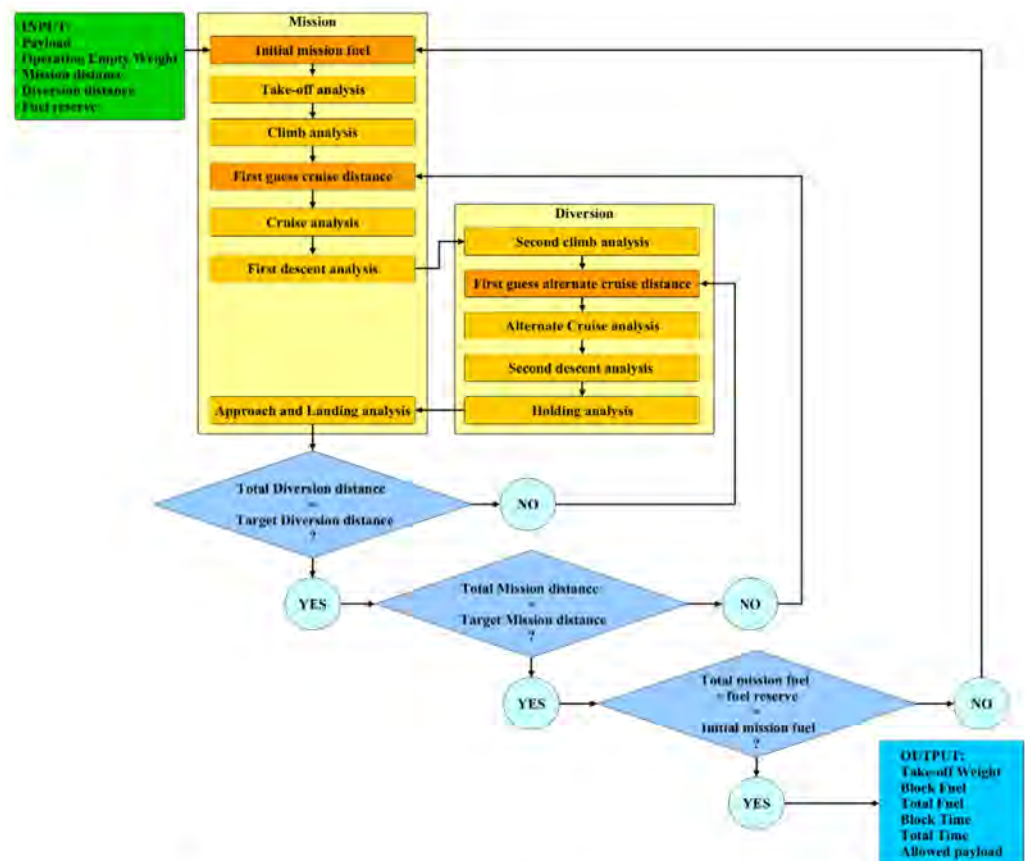 INPUT:
Payload
Operating Empty Weight
Mission distance
Diversion distance
Fuel reserve
Mission
Initial mission fuel
Take-off analysis
Climb analysis
First guess cruise distance
Cruise analysis
First descent analysis
Diversion
Second climb analysis
First guess alternate cruise distance
Alternate Cruise analysis
Second descent analysis
Holding analysis
Approach and Landing analysis
Total Diversion distance
=
Target Diversion distance
?
NO
YES
Total Mission distance
=
Target Mission distance
?
NO
YES
Total mission fuel
+ fuel reserve
=
Initial mission fuel
?
NO
YES
OUTPUT:
Take-off Weight
Block Fuel
Total Fuel
Block Time
Total Time
Allowed payload